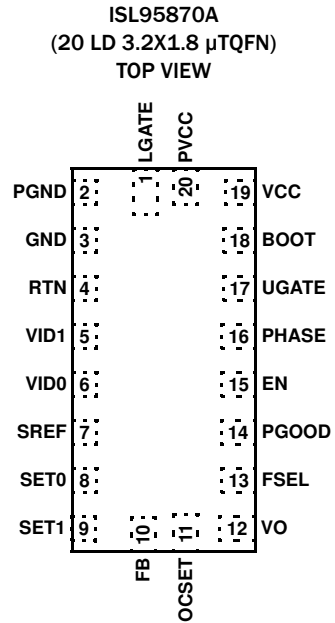 ISL95870A
(20 LD 3.2X1.8 µTQFN)
TOP VIEW
LGATE PVCC
1 20
PGND 2 19 VCC
GND 3 18 BOOT
RTN 4 17 UGATE
VID1 5 16 PHASE
VID0 6 15 EN
SREF 7 14 PGOOD
SET0 8 13 FSEL
SET1 9 12 VO
10 11
FB OCSET